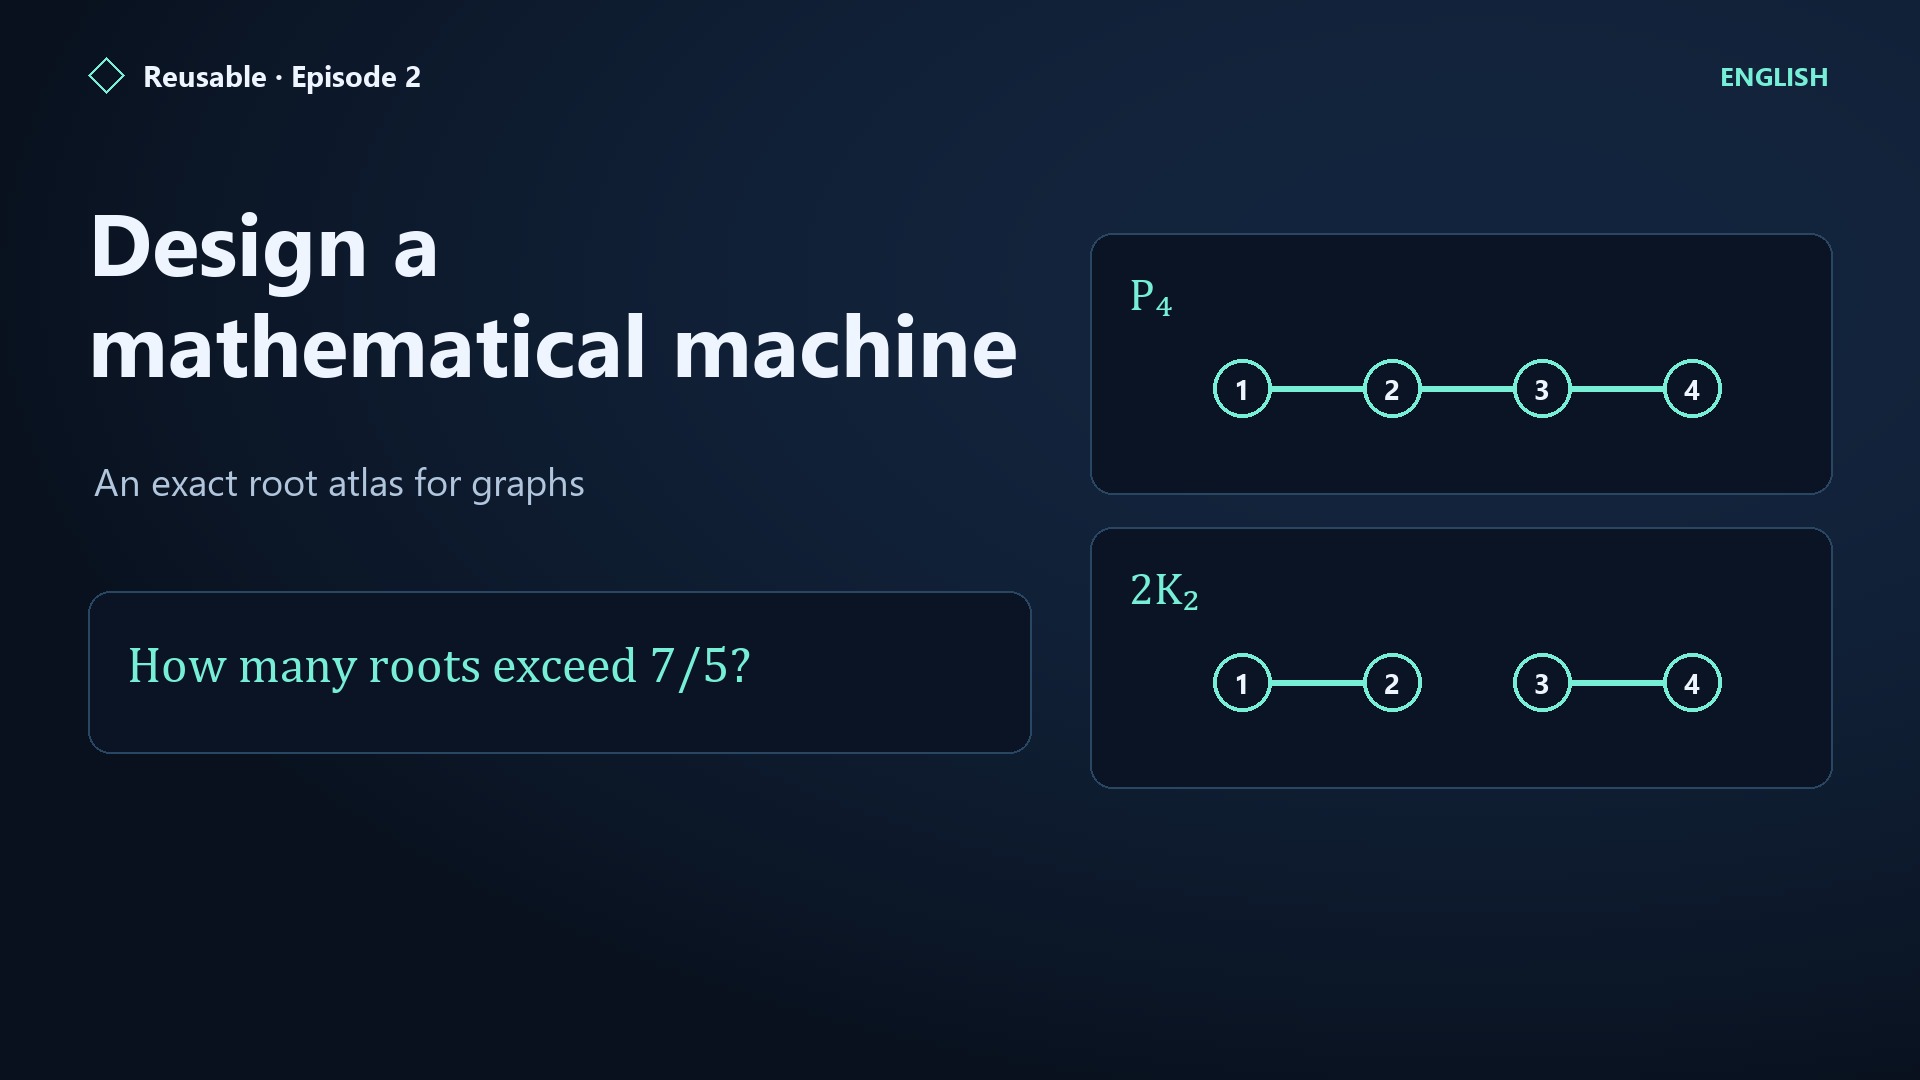 Reusable · Episode 2
ENGLISH
Design a
mathematical machine
An exact root atlas for graphs
How many roots exceed 7/5?
P₄
1 2 3 4
2K₂
1 2 3 4